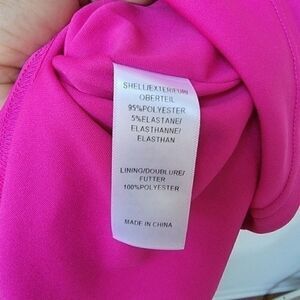 SHELL/EXTERIEUR/
OBERTEIL
95%POLYESTER
5%ELASTANE/
ELASTHANNE/
ELASTHAN
LINING/DOUBLURE/
FUTTER
100%POLYESTER
MADE IN CHINA